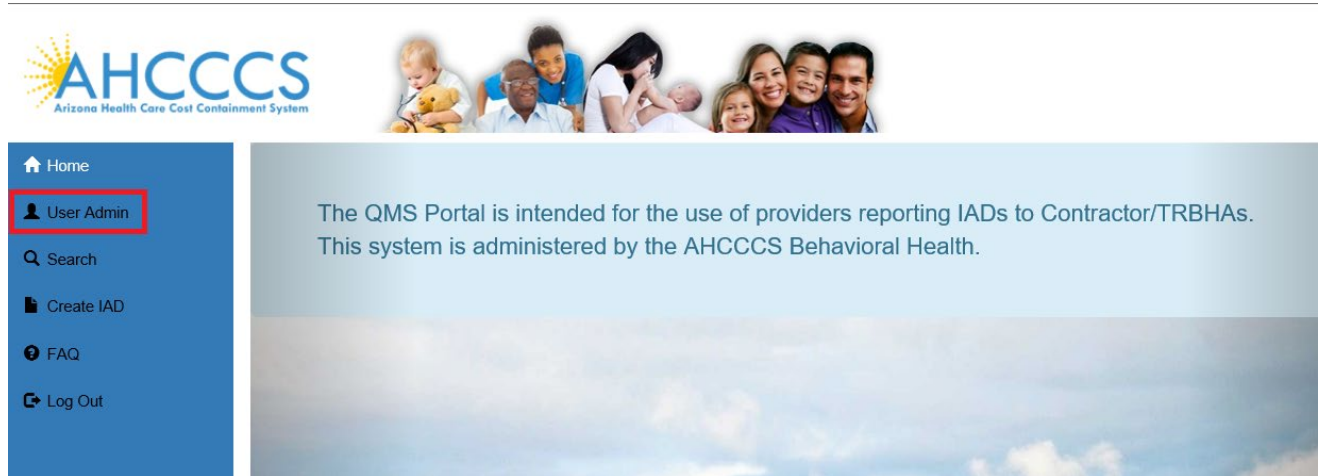 AHCCCS
Arizona Health Care Cost Containment System
Home
User Admin
Search
Create IAD
FAQ
Log Out
The QMS Portal is intended for the use of providers reporting IADs to Contractor/TRBHAs.
This system is administered by the AHCCCS Behavioral Health.